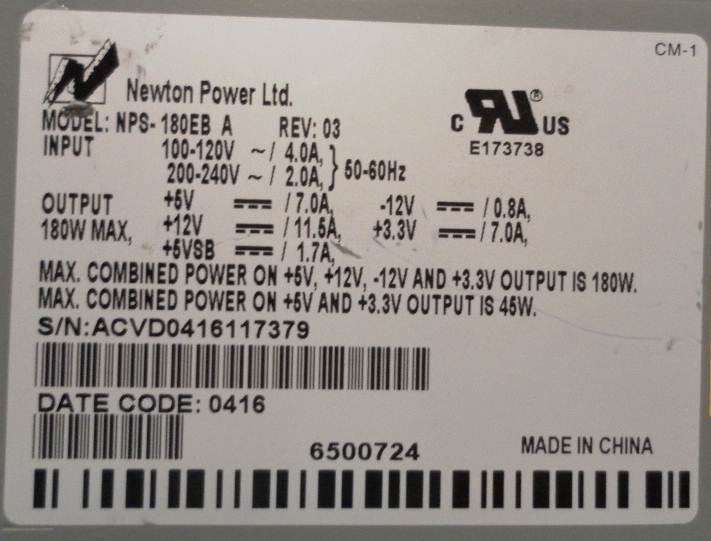 CM-1
Newton Power Ltd.
MODEL: NPS-180EB A REV: 03
C RU ® US
E173738
INPUT 100-120V ~/ 4.0A,
200-240V ~/ 2.0A, } 50-60Hz
OUTPUT +5V ⎓ /7.0A, -12V ⎓ /0.8A,
180W MAX, +12V ⎓ /11.5A, +3.3V ⎓ /7.0A,
+5VSB ⎓ / 1.7A,
MAX. COMBINED POWER ON +5V, +12V, -12V AND +3.3V OUTPUT IS 180W.
MAX. COMBINED POWER ON +5V AND +3.3V OUTPUT IS 45W.
S/N:ACVD0416117379
DATE CODE: 0416
6500724 MADE IN CHINA